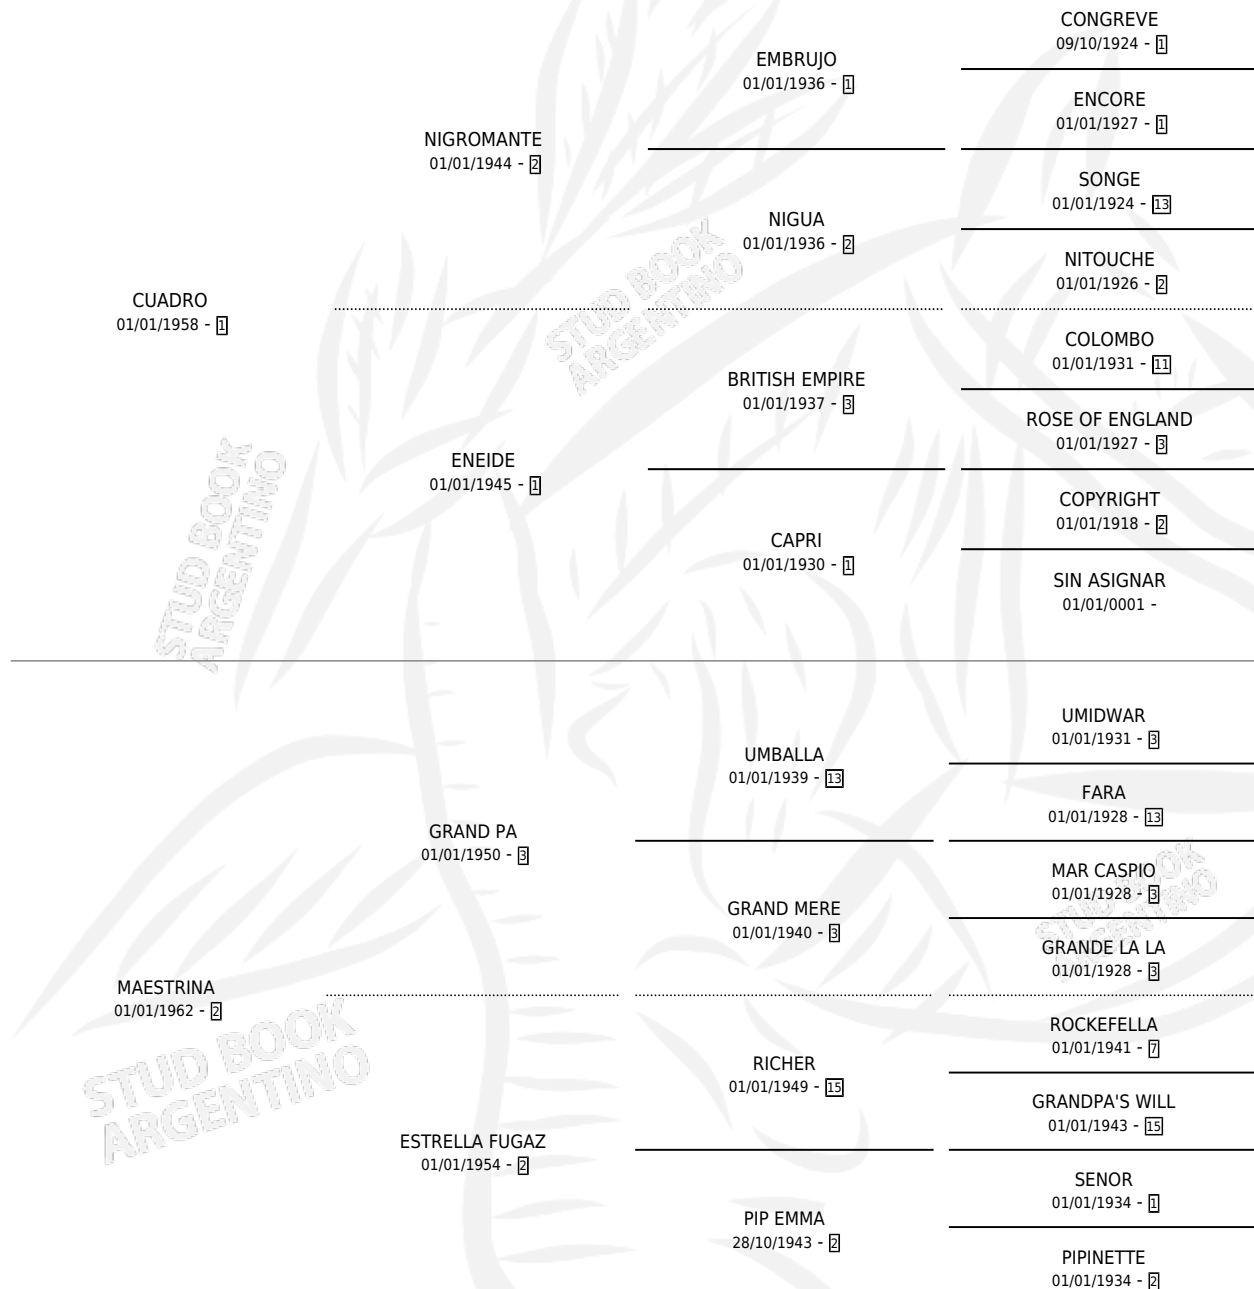 CONGREVE
09/10/1924 - 1
EMBRUJO
01/01/1936 - 1
ENCORE
01/01/1927 - 1
NIGROMANTE
01/01/1944 - 2
SONGE
01/01/1924 - 13
NIGUA
01/01/1936 - 2
NITOUCHE
01/01/1926 - 2
CUADRO
01/01/1958 - 1
COLOMBO
01/01/1931 - 11
BRITISH EMPIRE
01/01/1937 - 3
ROSE OF ENGLAND
01/01/1927 - 3
ENEIDE
01/01/1945 - 1
COPYRIGHT
01/01/1918 - 2
CAPRI
01/01/1930 - 1
SIN ASIGNAR
01/01/0001 -
UMIDWAR
01/01/1931 - 3
UMBALLA
01/01/1939 - 13
FARA
01/01/1928 - 13
GRAND PA
01/01/1950 - 3
MAR CASPIO
01/01/1928 - 3
GRAND MERE
01/01/1940 - 3
GRANDE LA LA
01/01/1928 - 3
MAESTRINA
01/01/1962 - 2
ROCKEFELLA
01/01/1941 - 7
RICHER
01/01/1949 - 15
GRANDPA'S WILL
01/01/1943 - 15
ESTRELLA FUGAZ
01/01/1954 - 2
SENOR
01/01/1934 - 1
PIP EMMA
28/10/1943 - 2
PIPINETTE
01/01/1934 - 2
STUD BOOK
ARGENTINO
STUD BOOK
ARGENTINO
STUD BOOK
ARGENTINO
STUD BOOK
ARGENTINO